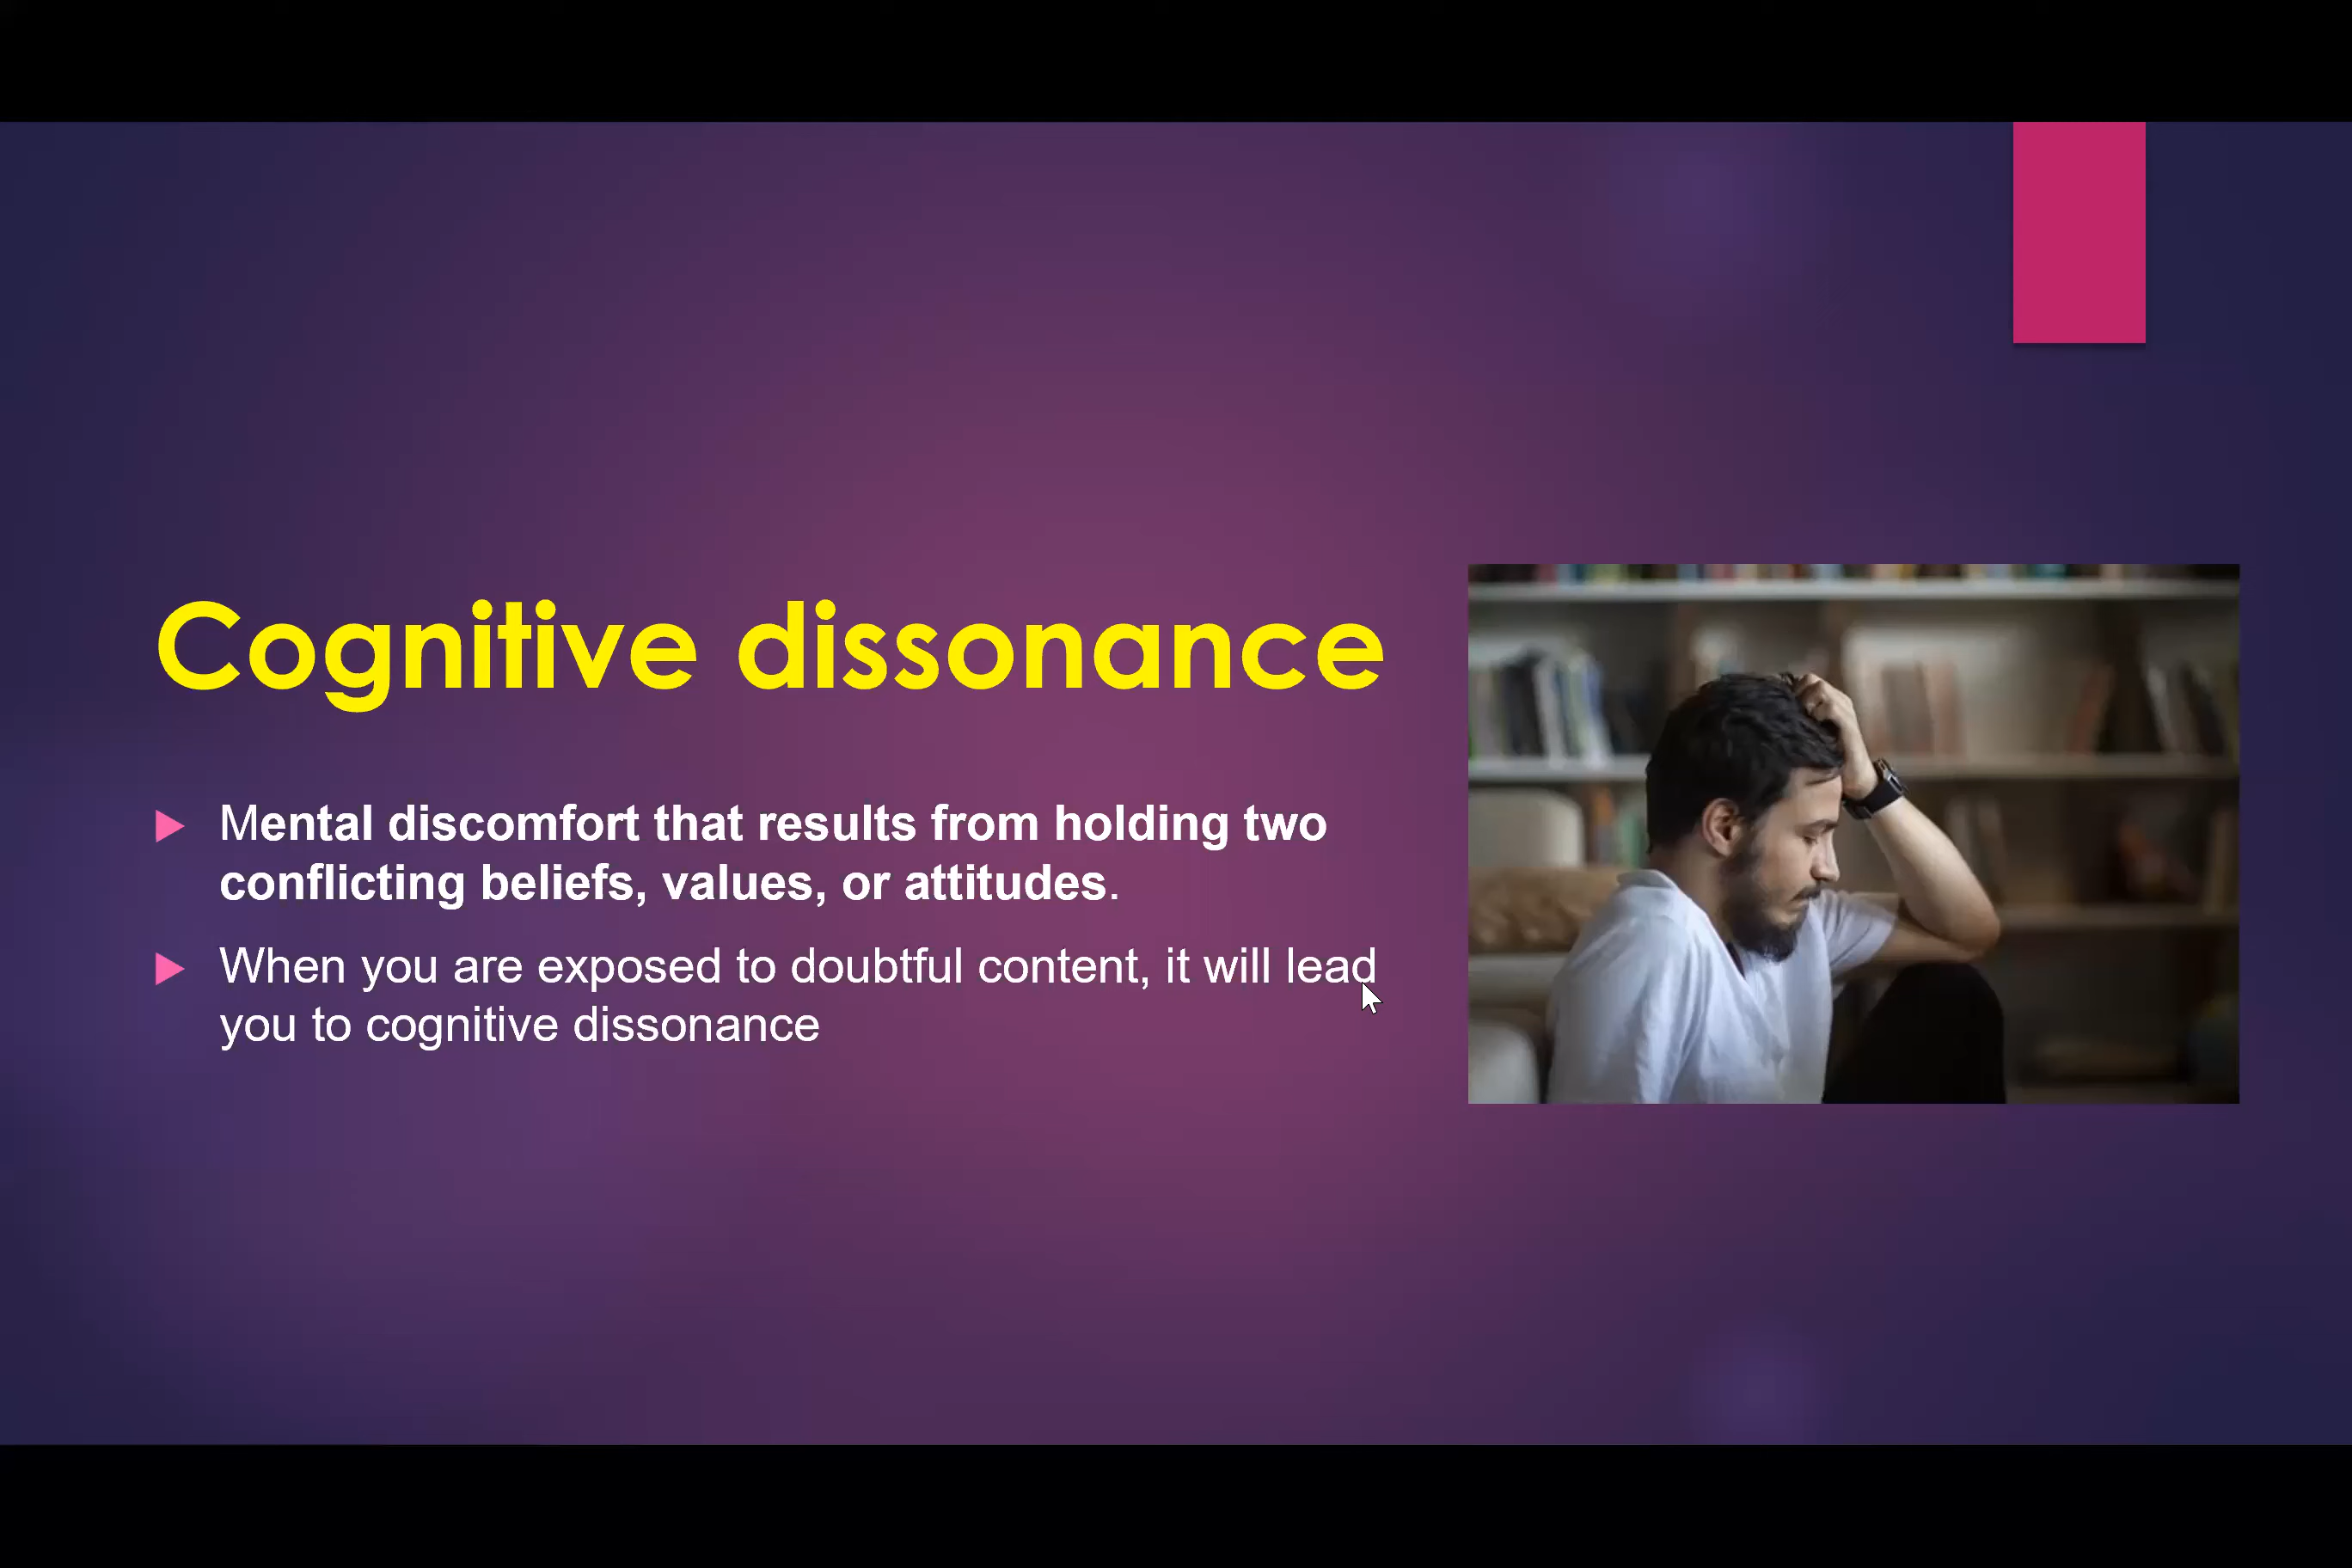 Cognitive dissonance
Mental discomfort that results from holding two
conflicting beliefs, values, or attitudes.
When you are exposed to doubtful content, it will lead
you to cognitive dissonance